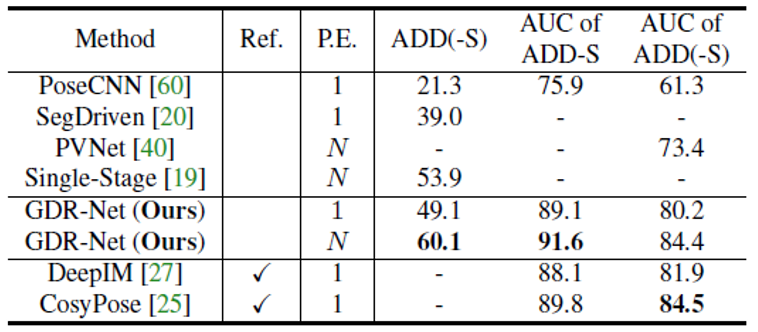 Method Ref. P.E. ADD(-S) AUC of ADD-S AUC of ADD(-S)
PoseCNN [60] 1 21.3 75.9 61.3
SegDriven [20] 1 39.0 - -
PVNet [40] N - - 73.4
Single-Stage [19] N 53.9 - -
GDR-Net (Ours) 1 49.1 89.1 80.2
GDR-Net (Ours) N 60.1 91.6 84.4
DeepIM [27] ✓ 1 - 88.1 81.9
CosyPose [25] ✓ 1 - 89.8 84.5